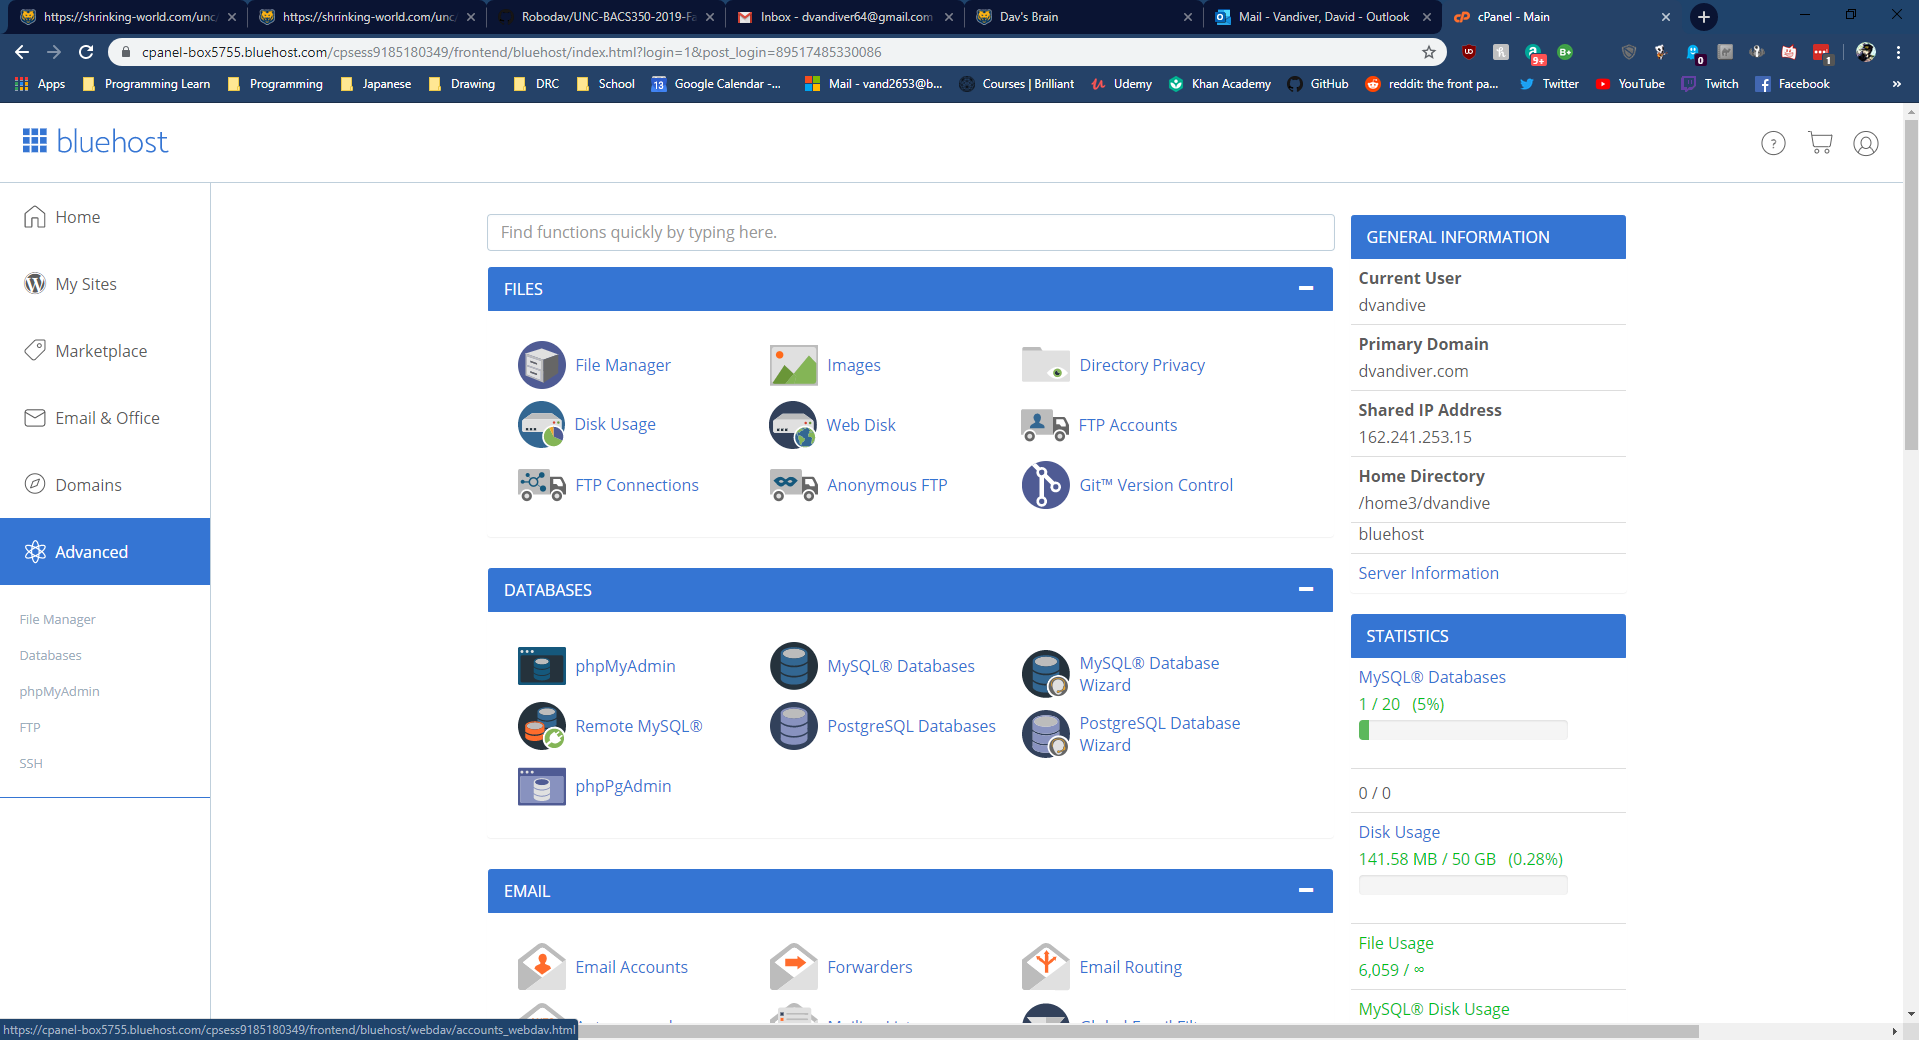 https://shrinking-world.com/unc/
https://shrinking-world.com/unc/
Robodav/UNC-BACS350-2019-Fa
Inbox - dvandiver64@gmail.com
Dav's Brain
Mail - Vandiver, David - Outlook
cPanel - Main
cpanel-box5755.bluehost.com/cpsess9185180349/frontend/bluehost/index.html?login=1&post_login=89517485330086
9+
0
1
Apps
Programming Learn
Programming
Japanese
Drawing
DRC
School
Google Calendar -...
Mail - vand2653@b...
Courses | Brilliant
Udemy
Khan Academy
GitHub
reddit: the front pa...
Twitter
YouTube
Twitch
Facebook
»
bluehost
Home
My Sites
Marketplace
Email & Office
Domains
Advanced
File Manager
Databases
phpMyAdmin
FTP
SSH
Find functions quickly by typing here.
FILES
File Manager
Images
Directory Privacy
Disk Usage
Web Disk
FTP Accounts
FTP Connections
Anonymous FTP
Git™ Version Control
DATABASES
phpMyAdmin
MySQL® Databases
MySQL® Database
Wizard
Remote MySQL®
PostgreSQL Databases
PostgreSQL Database
Wizard
phpPgAdmin
EMAIL
Email Accounts
Forwarders
Email Routing
GENERAL INFORMATION
Current User
dvandive
Primary Domain
dvandiver.com
Shared IP Address
162.241.253.15
Home Directory
/home3/dvandive
bluehost
Server Information
STATISTICS
MySQL® Databases
1 / 20 (5%)
0 / 0
Disk Usage
141.58 MB / 50 GB (0.28%)
File Usage
6,059 / ∞
MySQL® Disk Usage
https://cpanel-box5755.bluehost.com/cpsess9185180349/frontend/bluehost/webdav/accounts_webdav.html